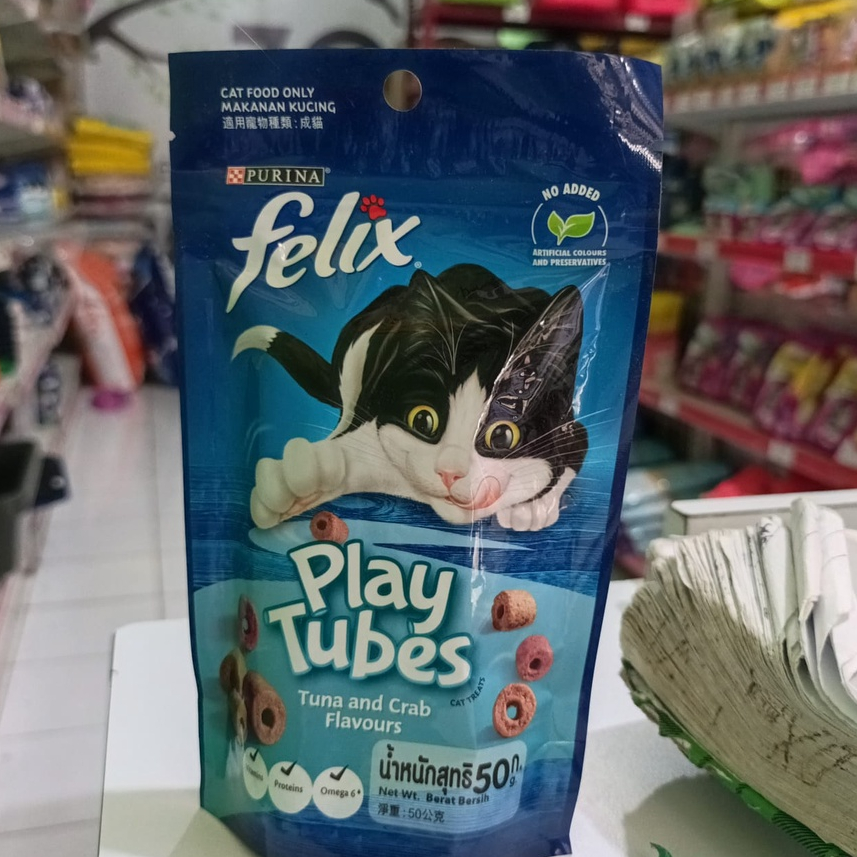 CAT FOOD ONLY
MAKANAN KUCING
適用寵物種類 : 成貓
PURINA
felix
NO ADDED
ARTIFICIAL COLOURS
AND PRESERVATIVES
Play
Tubes
CAT TREATS
Tuna and Crab
Flavours
Proteins
Omega 6
น้ำหนักสุทธิ 50 ก.
g
Net Wt. Berat Bersih
淨重 : 50公克